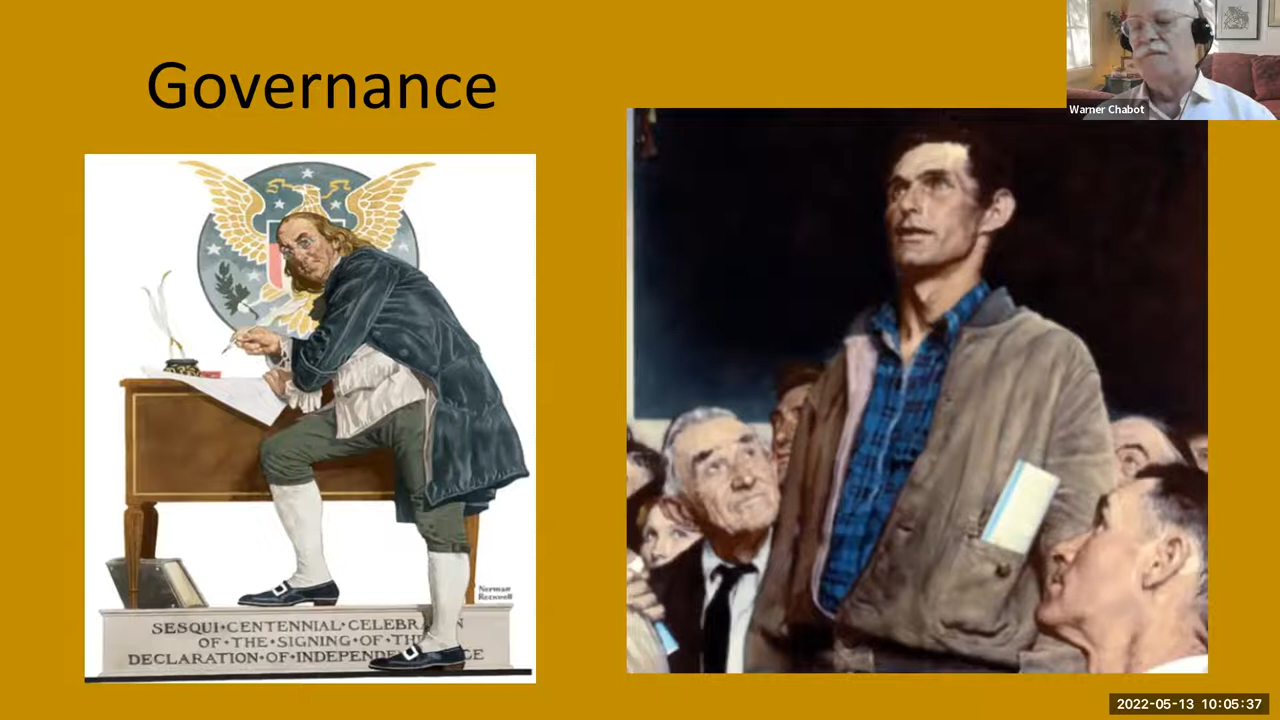 Governance
Warner Chabot
Norman
Rockwell
SESQUI·CENTENNIAL·CELEBRA N
OF·THE·SIGNING·OF·TH
DECLARATION·OF·INDEPENDE CE
2022-05-13 10:05:37